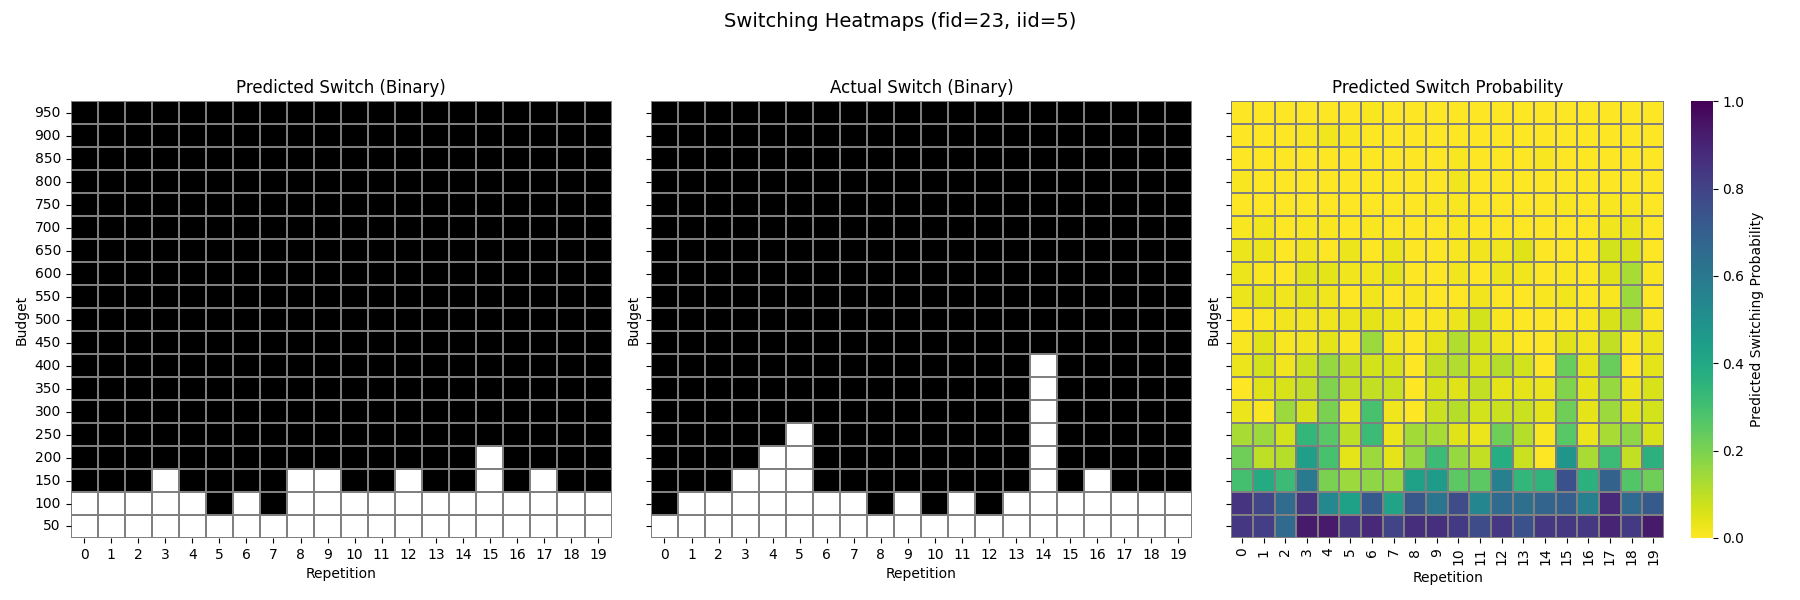 Switching Heatmaps (fid=23, iid=5)
Predicted Switch (Binary)
Budget
950
900
850
800
750
700
650
600
550
500
450
400
350
300
250
200
150
100
50
0 1 2 3 4 5 6 7 8 9 10 11 12 13 14 15 16 17 18 19
Repetition
Actual Switch (Binary)
Budget
0 1 2 3 4 5 6 7 8 9 10 11 12 13 14 15 16 17 18 19
Repetition
Predicted Switch Probability
Budget
0 1 2 3 4 5 6 7 8 9 10 11 12 13 14 15 16 17 18 19
Repetition
1.0
0.8
0.6
0.4
0.2
0.0
Predicted Switching Probability